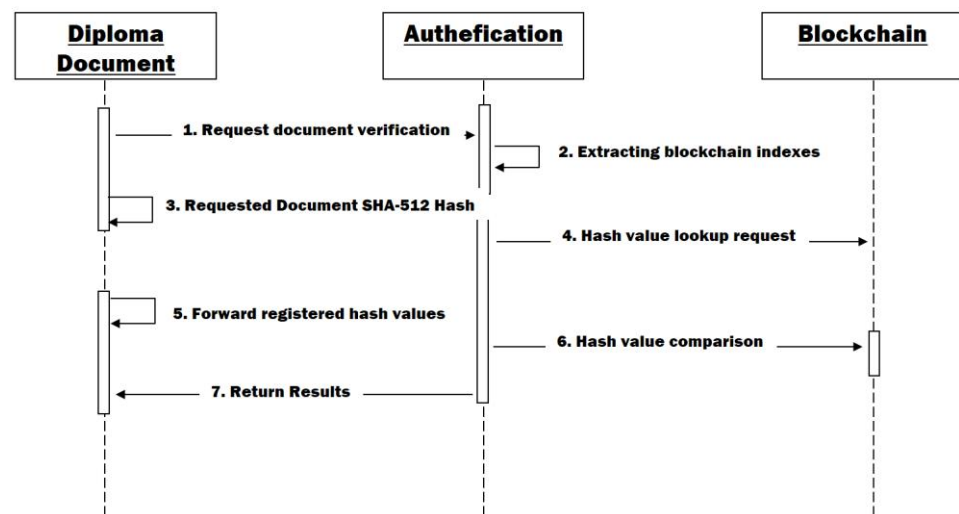 Diploma
Document
Authefication
Blockchain
1. Request document verification
2. Extracting blockchain indexes
3. Requested Document SHA-512 Hash
4. Hash value lookup request
5. Forward registered hash values
6. Hash value comparison
7. Return Results